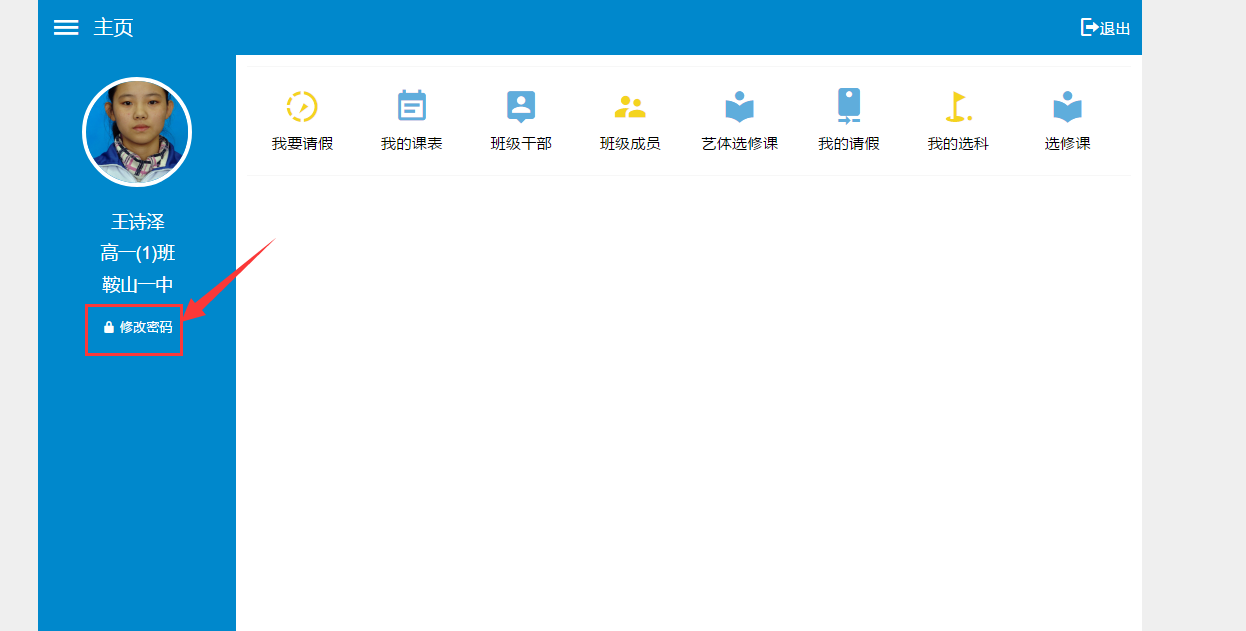 主页
退出
我要请假
我的课表
班级干部
班级成员
艺体选修课
我的请假
我的选科
选修课
王诗泽
高一(1)班
鞍山一中
修改密码